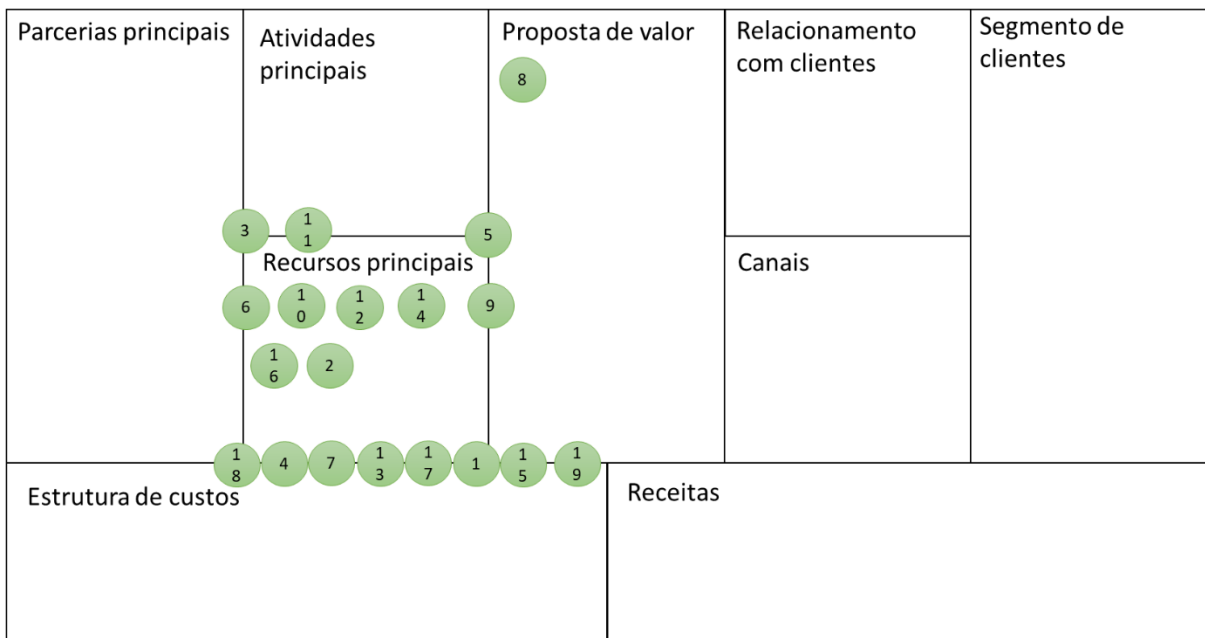 Parcerias principais
Atividades
principais
Proposta de valor
Relacionamento
com clientes
Segmento de
clientes
8
3
1
1
5
Recursos principais
Canais
6
1
0
1
2
1
4
9
1
6
2
1
8
4
7
1
3
1
7
1
1
5
1
9
Estrutura de custos
Receitas